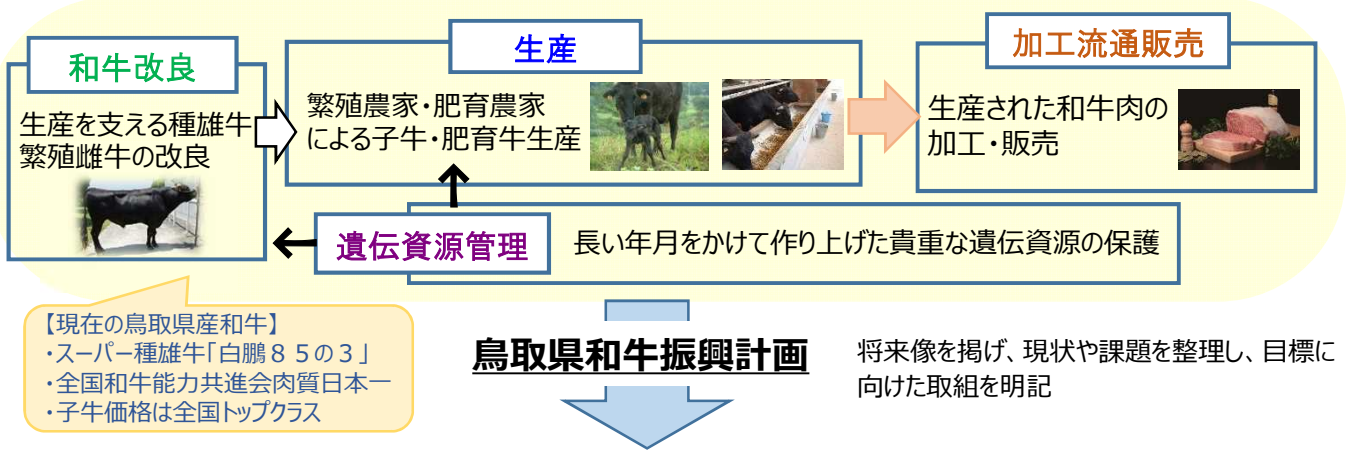 和牛改良
生産を支える種雄牛
繁殖雌牛の改良
生産
繁殖農家・肥育農家
による子牛・肥育牛生産
加工流通販売
生産された和牛肉の
加工・販売
遺伝資源管理
長い年月をかけて作り上げた貴重な遺伝資源の保護
【現在の鳥取県産和牛】
・スーパー種雄牛「白鵬８５の３」
・全国和牛能力共進会肉質日本一
・子牛価格は全国トップクラス
鳥取県和牛振興計画
将来像を掲げ、現状や課題を整理し、目標に
向けた取組を明記